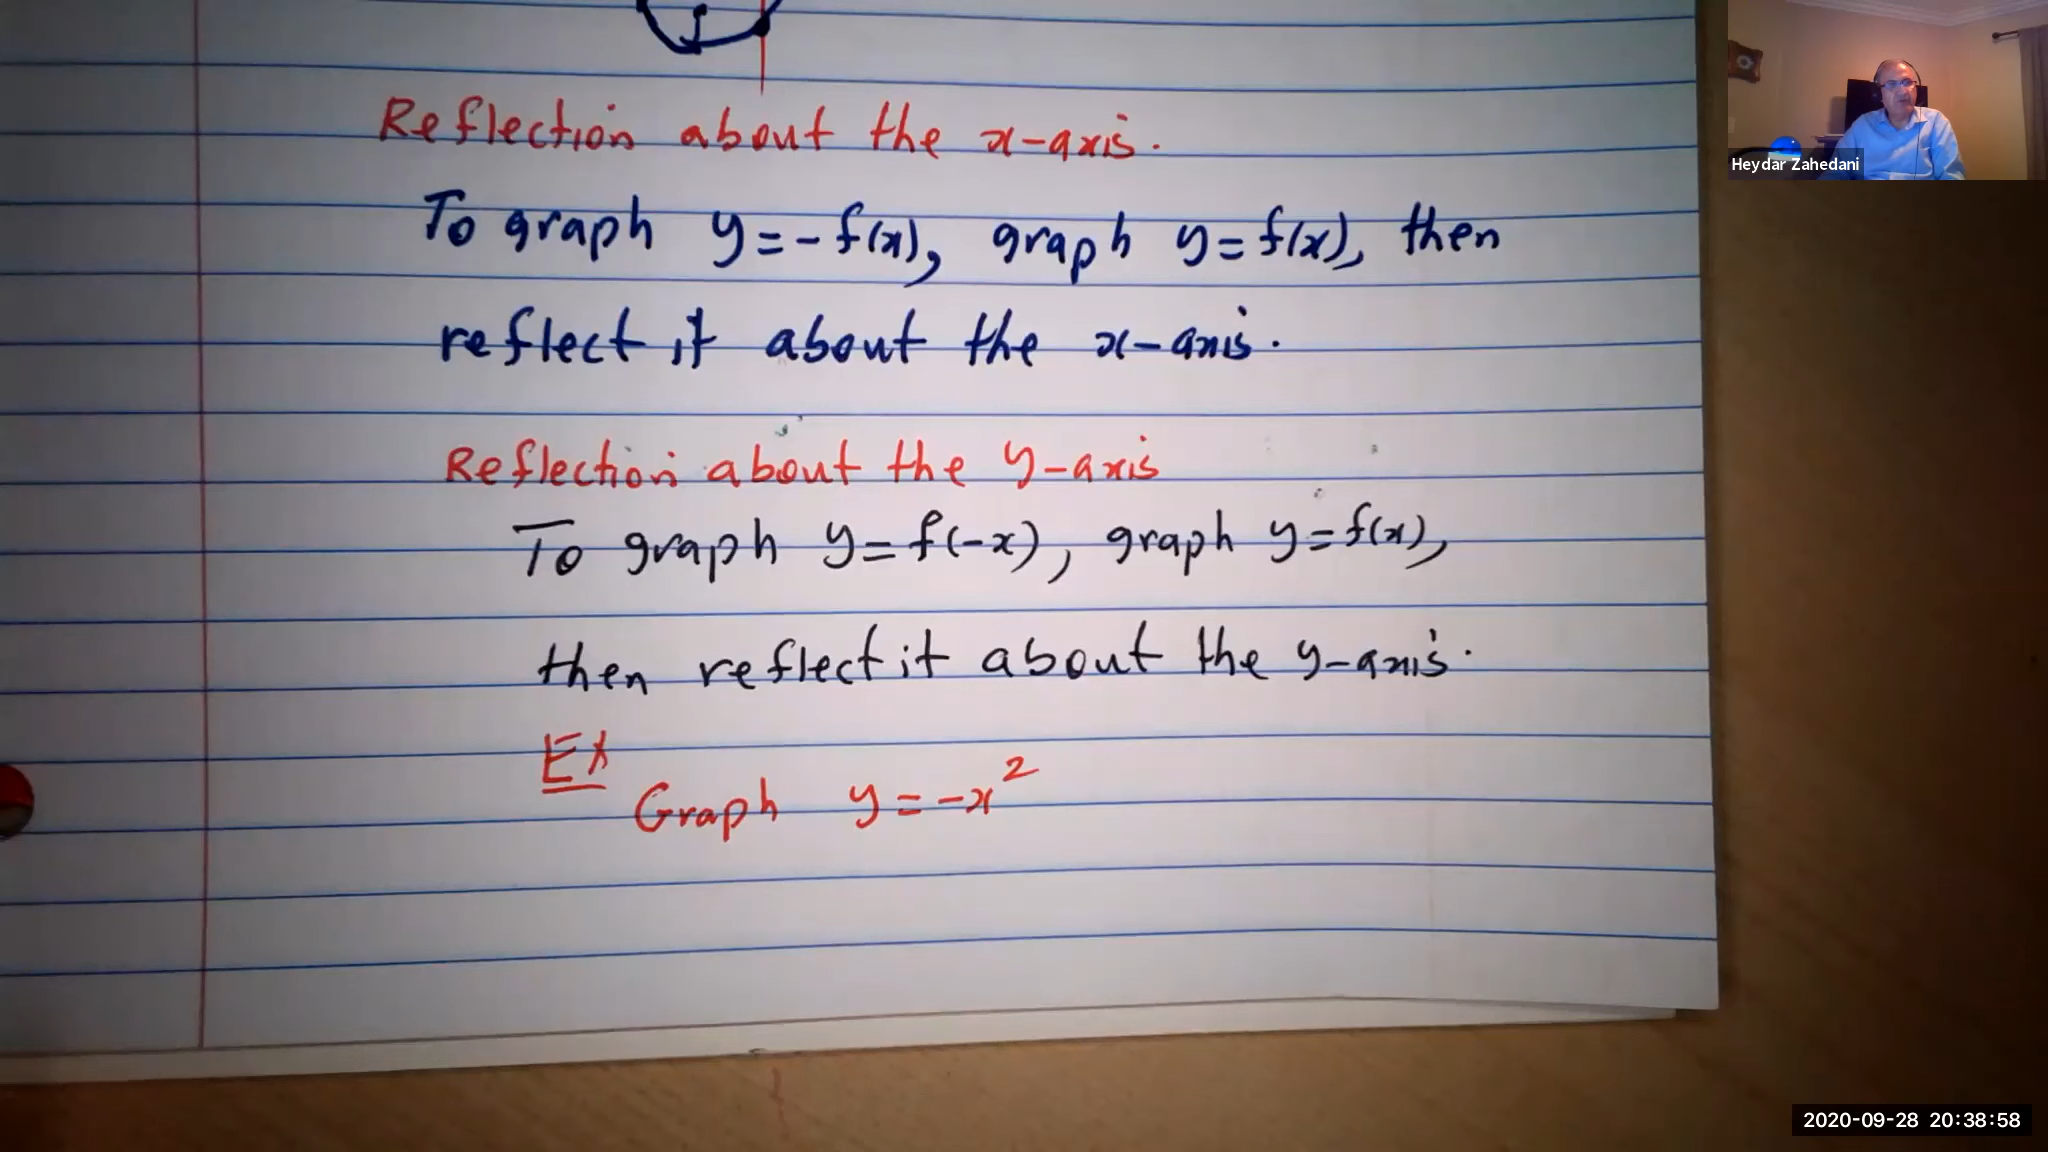 Heydar Zahedani
Reflection about the x-axis.
To graph y=-f(x), graph y=f(x), then
reflect it about the x-axis.
Reflection about the y-axis
To graph y=f(-x), graph y=f(x),
then reflect it about the y-axis.
Ex
Graph y=-x²
2020-09-28 20:38:58